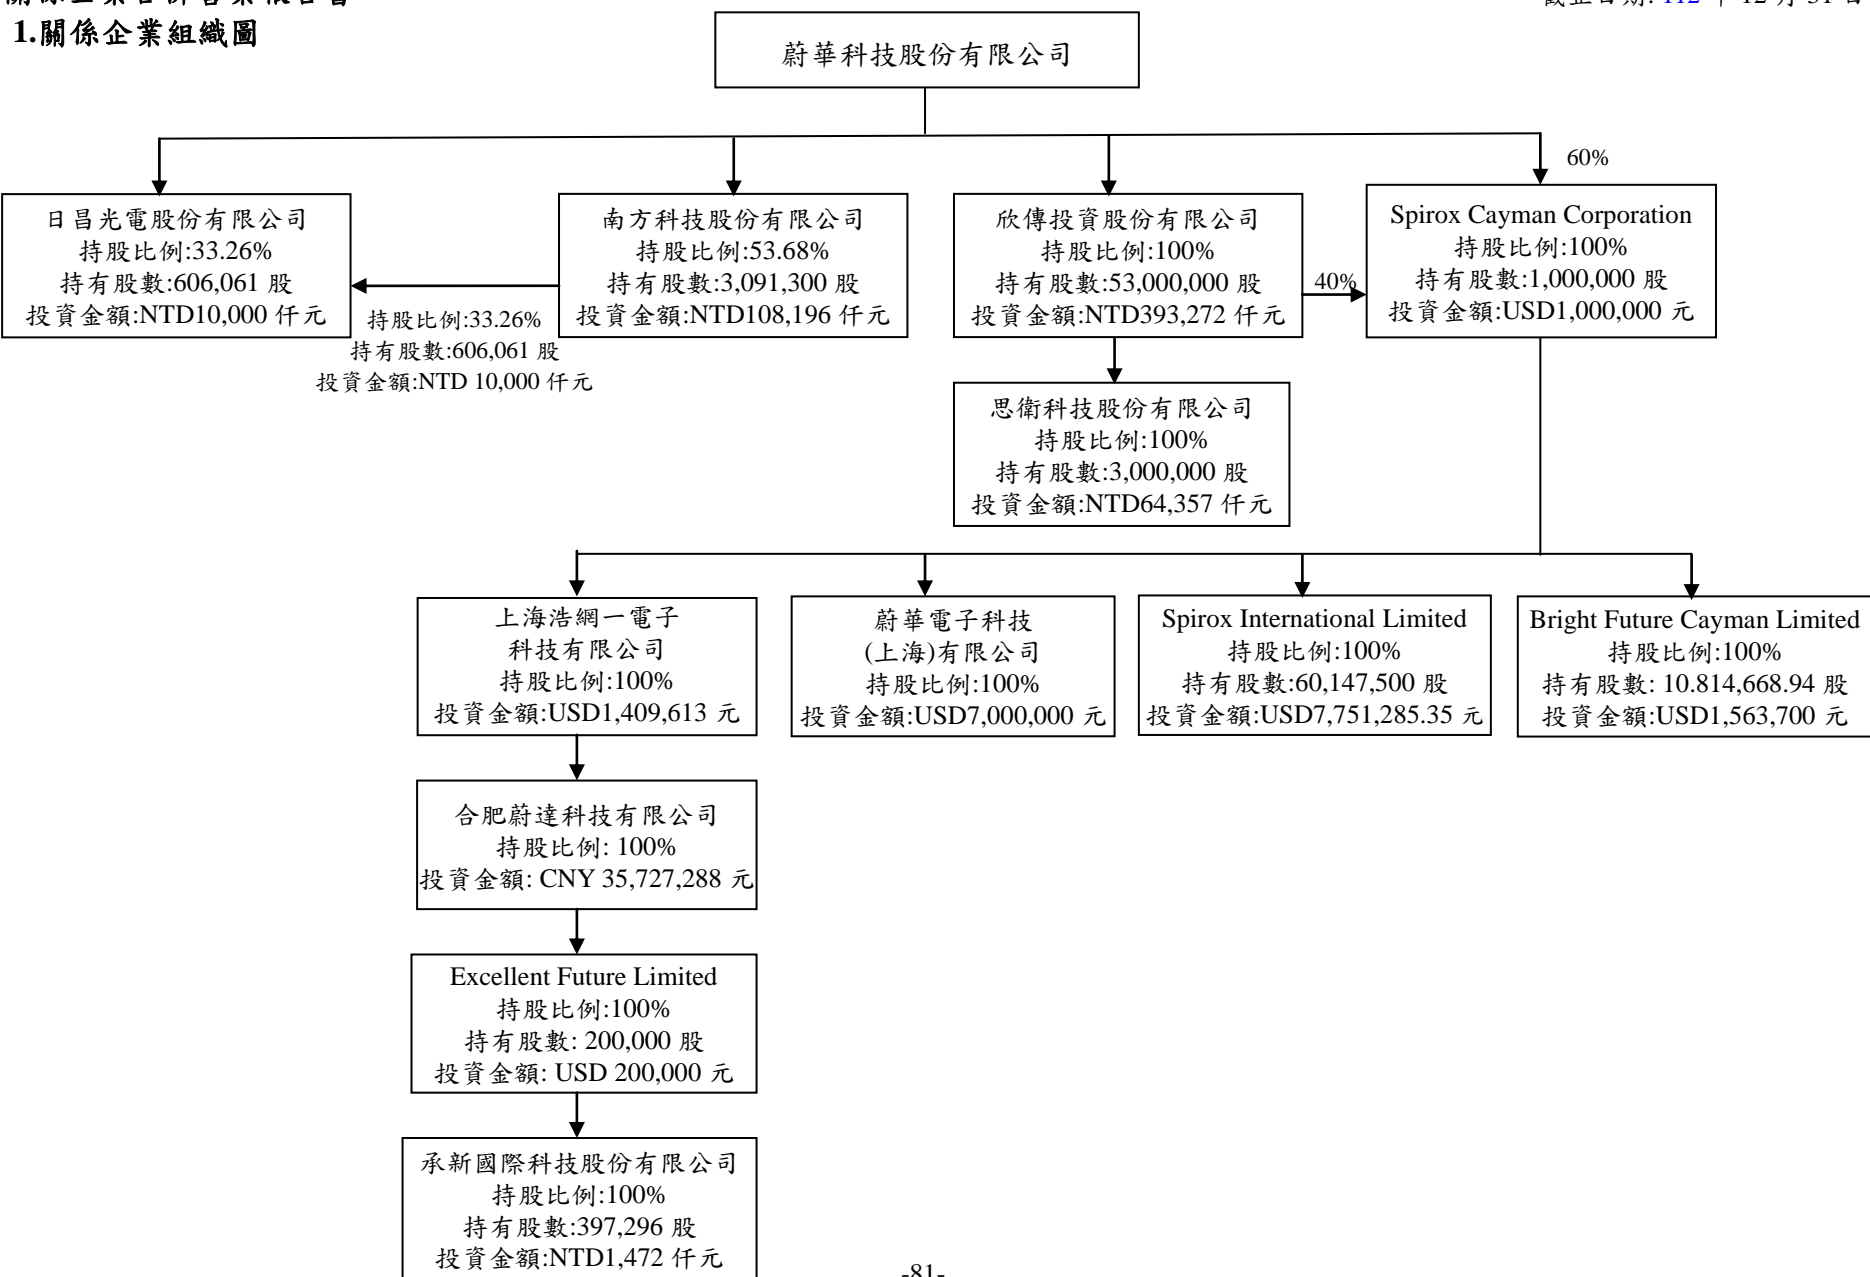 1.關係企業組織圖
蔚華科技股份有限公司
60%
日昌光電股份有限公司
持股比例:33.26%
持有股數:606,061 股
投資金額:NTD10,000 仟元
持股比例:33.26%
持有股數:606,061 股
投資金額:NTD 10,000 仟元
南方科技股份有限公司
持股比例:53.68%
持有股數:3,091,300 股
投資金額:NTD108,196 仟元
欣傳投資股份有限公司
持股比例:100%
持有股數:53,000,000 股
投資金額:NTD393,272 仟元
40%
Spirox Cayman Corporation
持股比例:100%
持有股數:1,000,000 股
投資金額:USD1,000,000 元
思衛科技股份有限公司
持股比例:100%
持有股數:3,000,000 股
投資金額:NTD64,357 仟元
上海浩網一電子
科技有限公司
持股比例:100%
投資金額:USD1,409,613 元
蔚華電子科技
(上海)有限公司
持股比例:100%
投資金額:USD7,000,000 元
Spirox International Limited
持股比例:100%
持有股數:60,147,500 股
投資金額:USD7,751,285.35 元
Bright Future Cayman Limited
持股比例:100%
持有股數: 10.814,668.94 股
投資金額:USD1,563,700 元
合肥蔚達科技有限公司
持股比例: 100%
投資金額: CNY 35,727,288 元
Excellent Future Limited
持股比例:100%
持有股數: 200,000 股
投資金額: USD 200,000 元
承新國際科技股份有限公司
持股比例:100%
持有股數:397,296 股
投資金額:NTD1,472 仟元
-81-